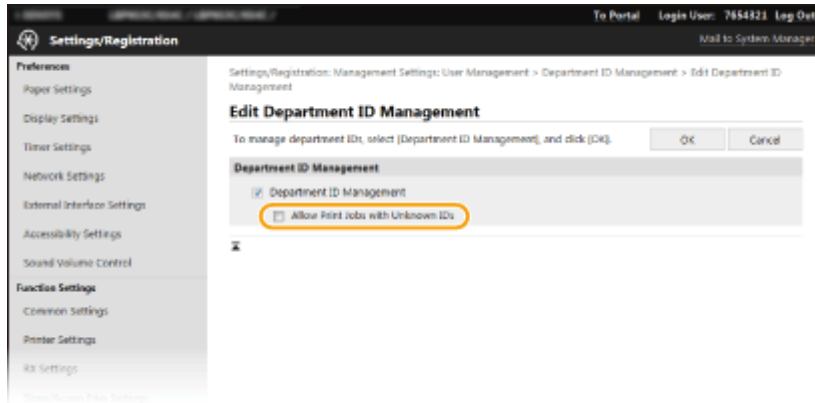 To Portal Login User: 7654321 Log Out
Settings/Registration
Mail to System Manager
Preferences
Paper Settings
Display Settings
Timer Settings
Network Settings
External Interface Settings
Accessibility Settings
Sound Volume Control
Function Settings
Common Settings
Printer Settings
RX Settings
Settings/Registration: Management Settings: User Management > Department ID Management > Edit Department ID
Management
Edit Department ID Management
To manage department IDs, select [Department ID Management], and click [OK].
OK Cancel
Department ID Management
Department ID Management
Allow Print Jobs with Unknown IDs